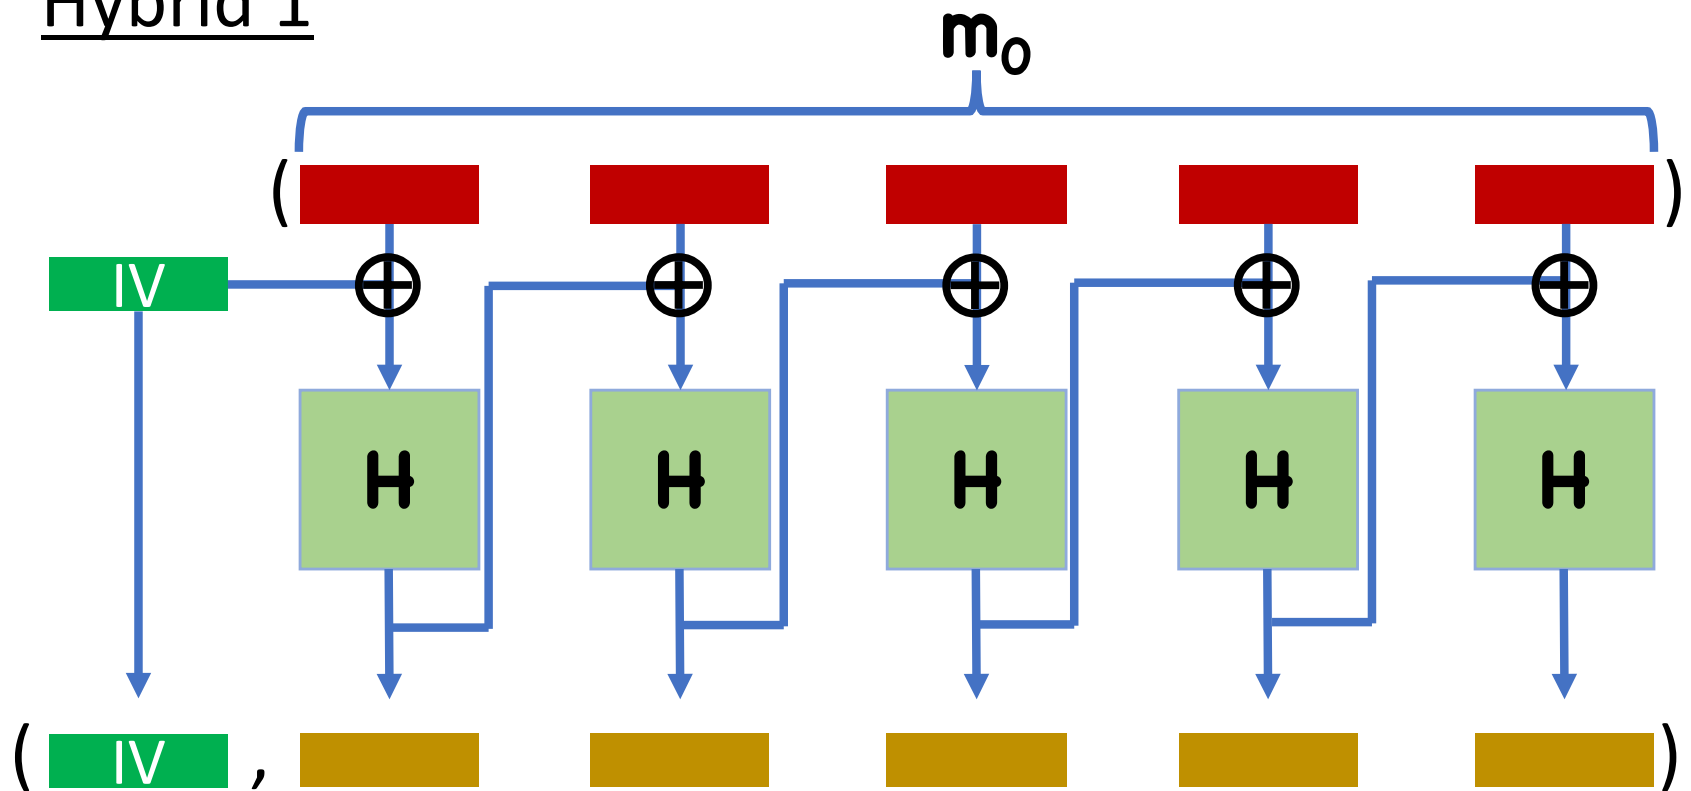 Hybrid 1
m0
( )
IV
H H H H H
( IV , )